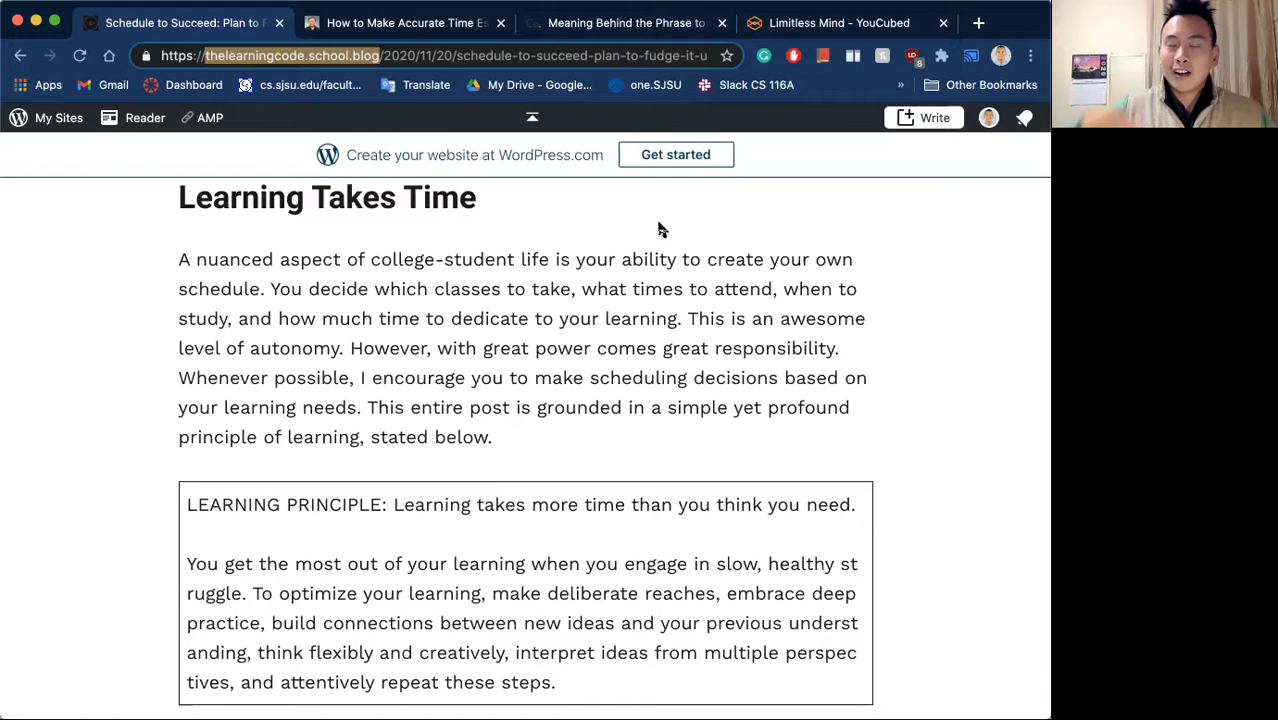 Schedule to Succeed: Plan to F
How to Make Accurate Time Es
Meaning Behind the Phrase to
Limitless Mind - YouCubed
https://thelearningcode.school.blog/2020/11/20/schedule-to-succeed-plan-to-fudge-it-u
8
Apps
Gmail
Dashboard
cs.sjsu.edu/facult...
Translate
My Drive - Google...
one.SJSU
Slack CS 116A
»
Other Bookmarks
My Sites
Reader
AMP
Write
Create your website at WordPress.com
Get started
Learning Takes Time
A nuanced aspect of college-student life is your ability to create your own
schedule. You decide which classes to take, what times to attend, when to
study, and how much time to dedicate to your learning. This is an awesome
level of autonomy. However, with great power comes great responsibility.
Whenever possible, I encourage you to make scheduling decisions based on
your learning needs. This entire post is grounded in a simple yet profound
principle of learning, stated below.
LEARNING PRINCIPLE: Learning takes more time than you think you need.
You get the most out of your learning when you engage in slow, healthy st
ruggle. To optimize your learning, make deliberate reaches, embrace deep
practice, build connections between new ideas and your previous underst
anding, think flexibly and creatively, interpret ideas from multiple perspec
tives, and attentively repeat these steps.